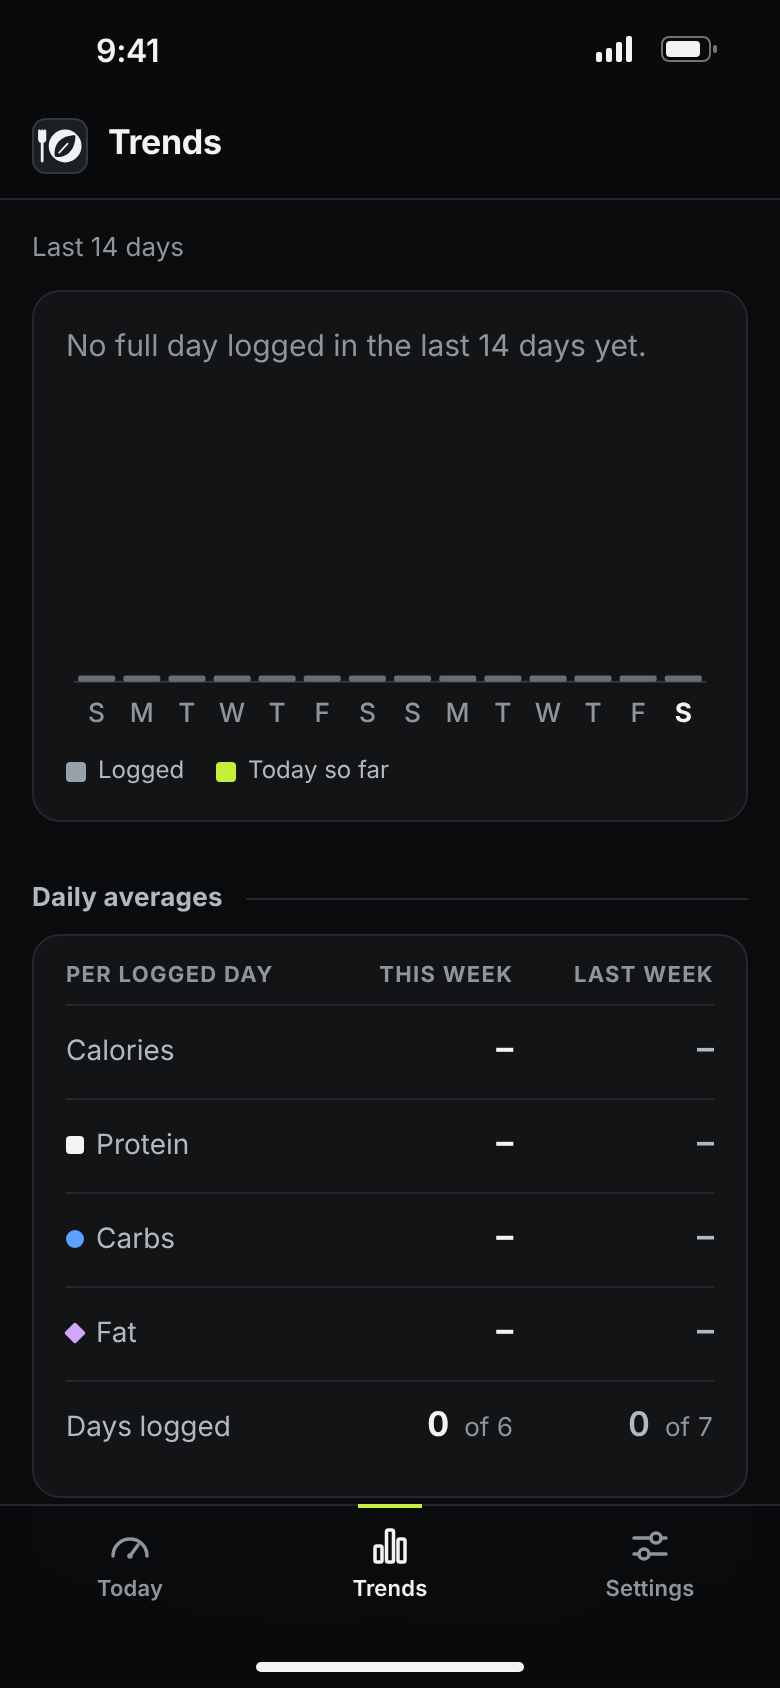 9:41
Trends
Last 14 days
No full day logged in the last 14 days yet.
S M T W T F S S M T W T F S
Logged Today so far
Daily averages
PER LOGGED DAY THIS WEEK LAST WEEK
Calories – –
Protein – –
Carbs – –
Fat – –
Days logged 0 of 6 0 of 7
Today Trends Settings